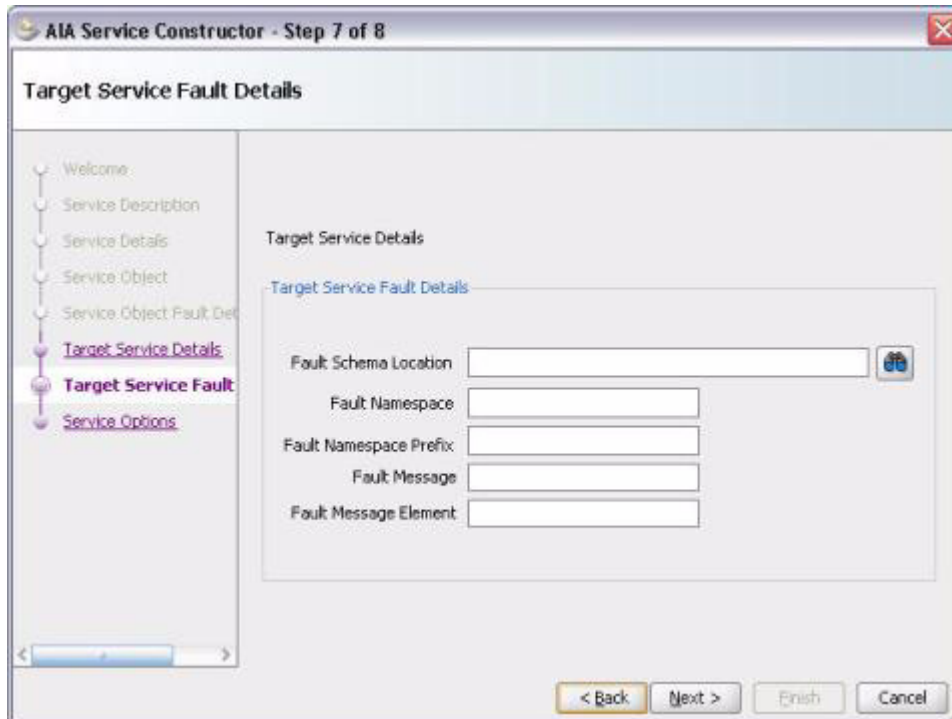 AIA Service Constructor - Step 7 of 8
Target Service Fault Details
Welcome
Service Description
Service Details
Service Object
Service Object Fault Det
Target Service Details
Target Service Fault
Service Options
Target Service Details
Target Service Fault Details
Fault Schema Location
Fault Namespace
Fault Namespace Prefix
Fault Message
Fault Message Element
< Back
Next >
Finish
Cancel